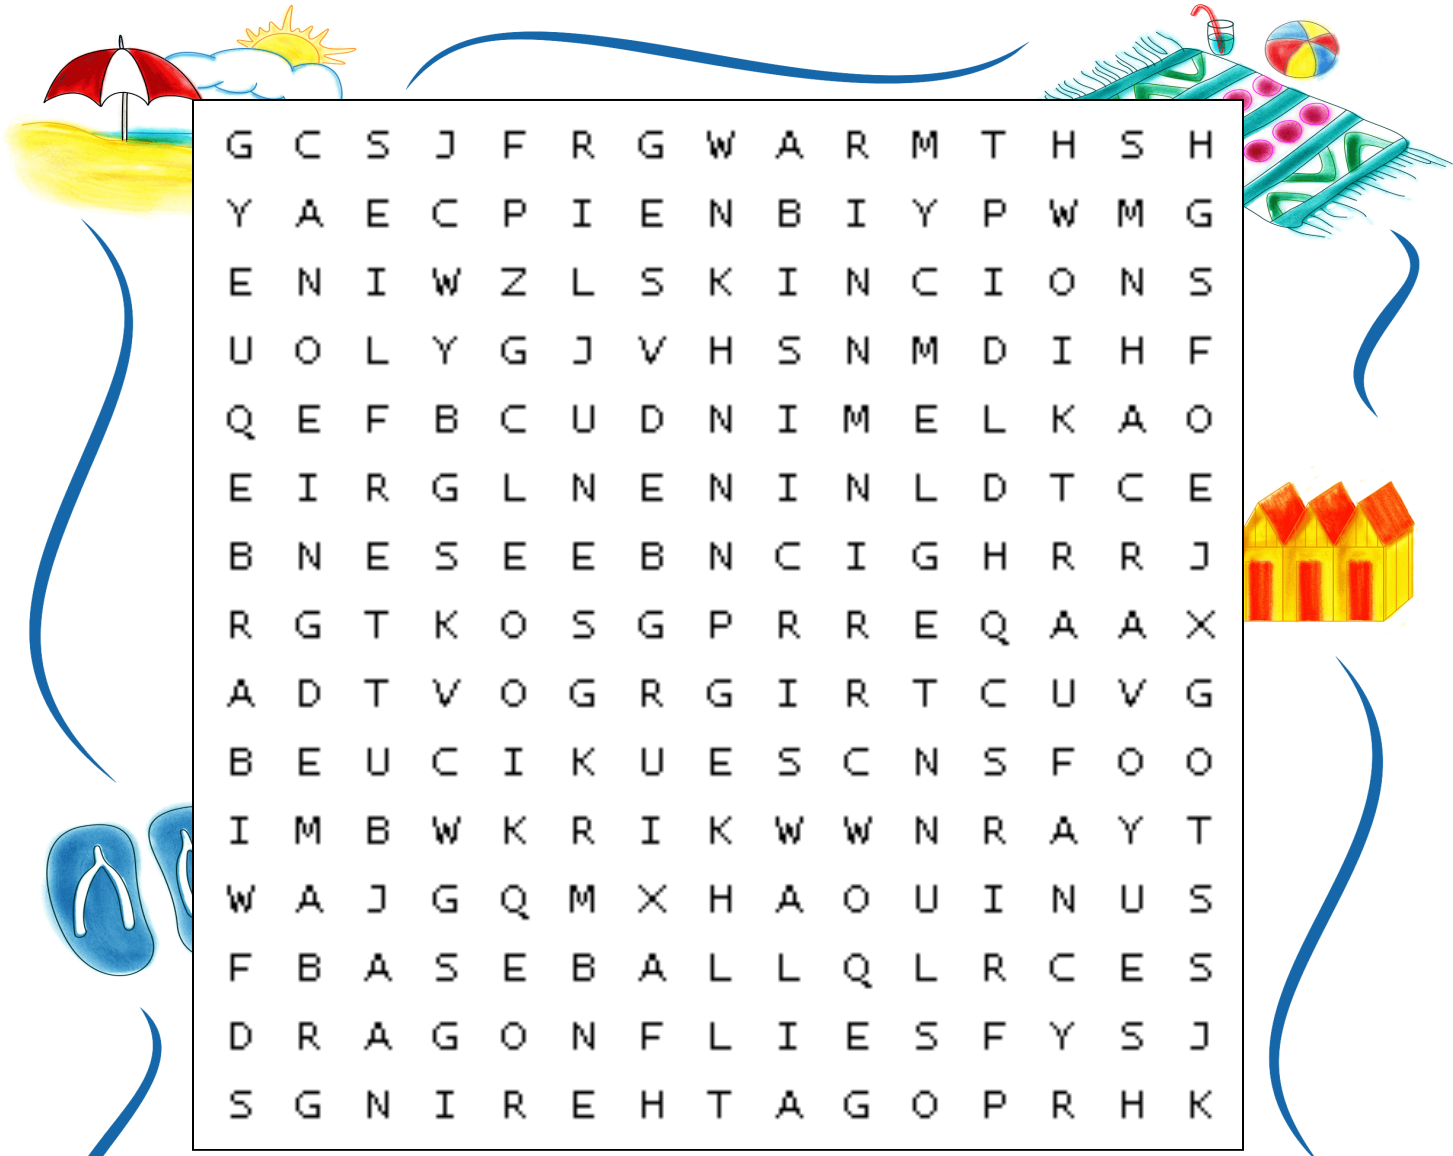 G C S J F R G W A R M T H S H
Y A E C P I E N B I Y P W M G
E N I W Z L S K I N C I O N S
U O L Y G J V H S N M D I H F
Q E F B C U D N I M E L K A O
E I R G L N E N I N L D T C E
B N E S E E B N C I G H R R J
R G T K O S G P R R E Q A A X
A D T V O G R G I R T C U V G
B E U C I K U E S C N S F O O
I M B W K R I K W W N R A Y T
W A J G Q M X H A O U I N U S
F B A S E B A L L Q L R C E S
D R A G O N F L I E S F Y S J
S G N I R E H T A G O P R H K